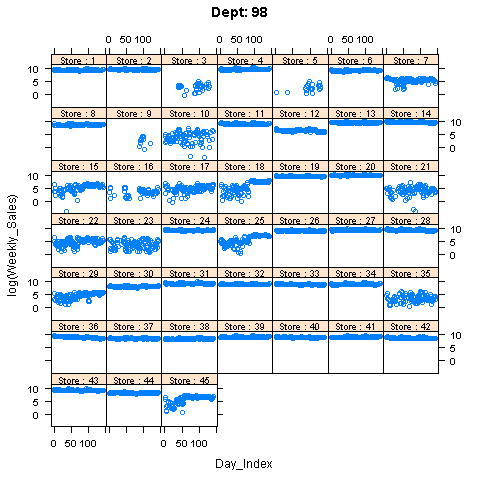 Dept: 98
0 50 100 0 50 100 0 50 100
Store : 1 Store : 2 Store : 3 Store : 4 Store : 5 Store : 6 Store : 7
10
5
0
Store : 8 Store : 9 Store : 10 Store : 11 Store : 12 Store : 13 Store : 14
10
5
0
Store : 15 Store : 16 Store : 17 Store : 18 Store : 19 Store : 20 Store : 21
10
5
0
Store : 22 Store : 23 Store : 24 Store : 25 Store : 26 Store : 27 Store : 28
10
5
0
Store : 29 Store : 30 Store : 31 Store : 32 Store : 33 Store : 34 Store : 35
10
5
0
Store : 36 Store : 37 Store : 38 Store : 39 Store : 40 Store : 41 Store : 42
10
5
0
Store : 43 Store : 44 Store : 45
10
5
0
0 50 100 0 50 100
log(Weekly_Sales)
Day_Index